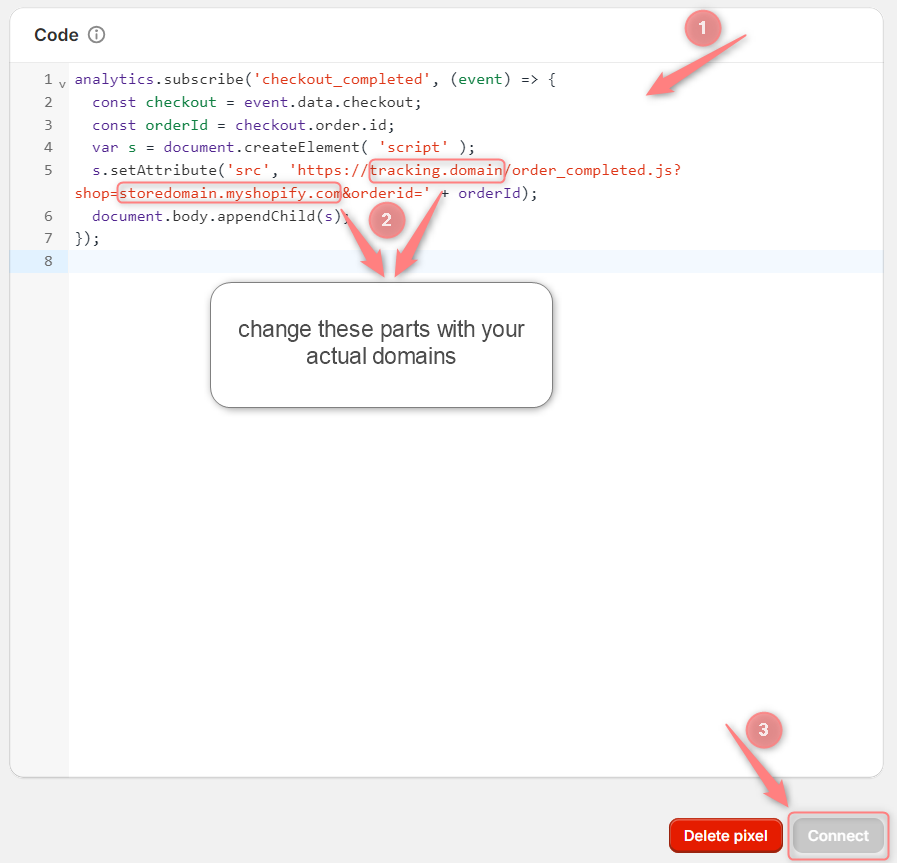 Code
1
1 analytics.subscribe('checkout_completed', (event) => {
2 const checkout = event.data.checkout;
3 const orderId = checkout.order.id;
4 var s = document.createElement( 'script' );
5 s.setAttribute('src', 'https://tracking.domain/order_completed.js?
shop=storedomain.myshopify.com&orderid=' + orderId);
6 document.body.appendChild(s);
7 });
8
2
change these parts with your
actual domains
3
Delete pixel
Connect